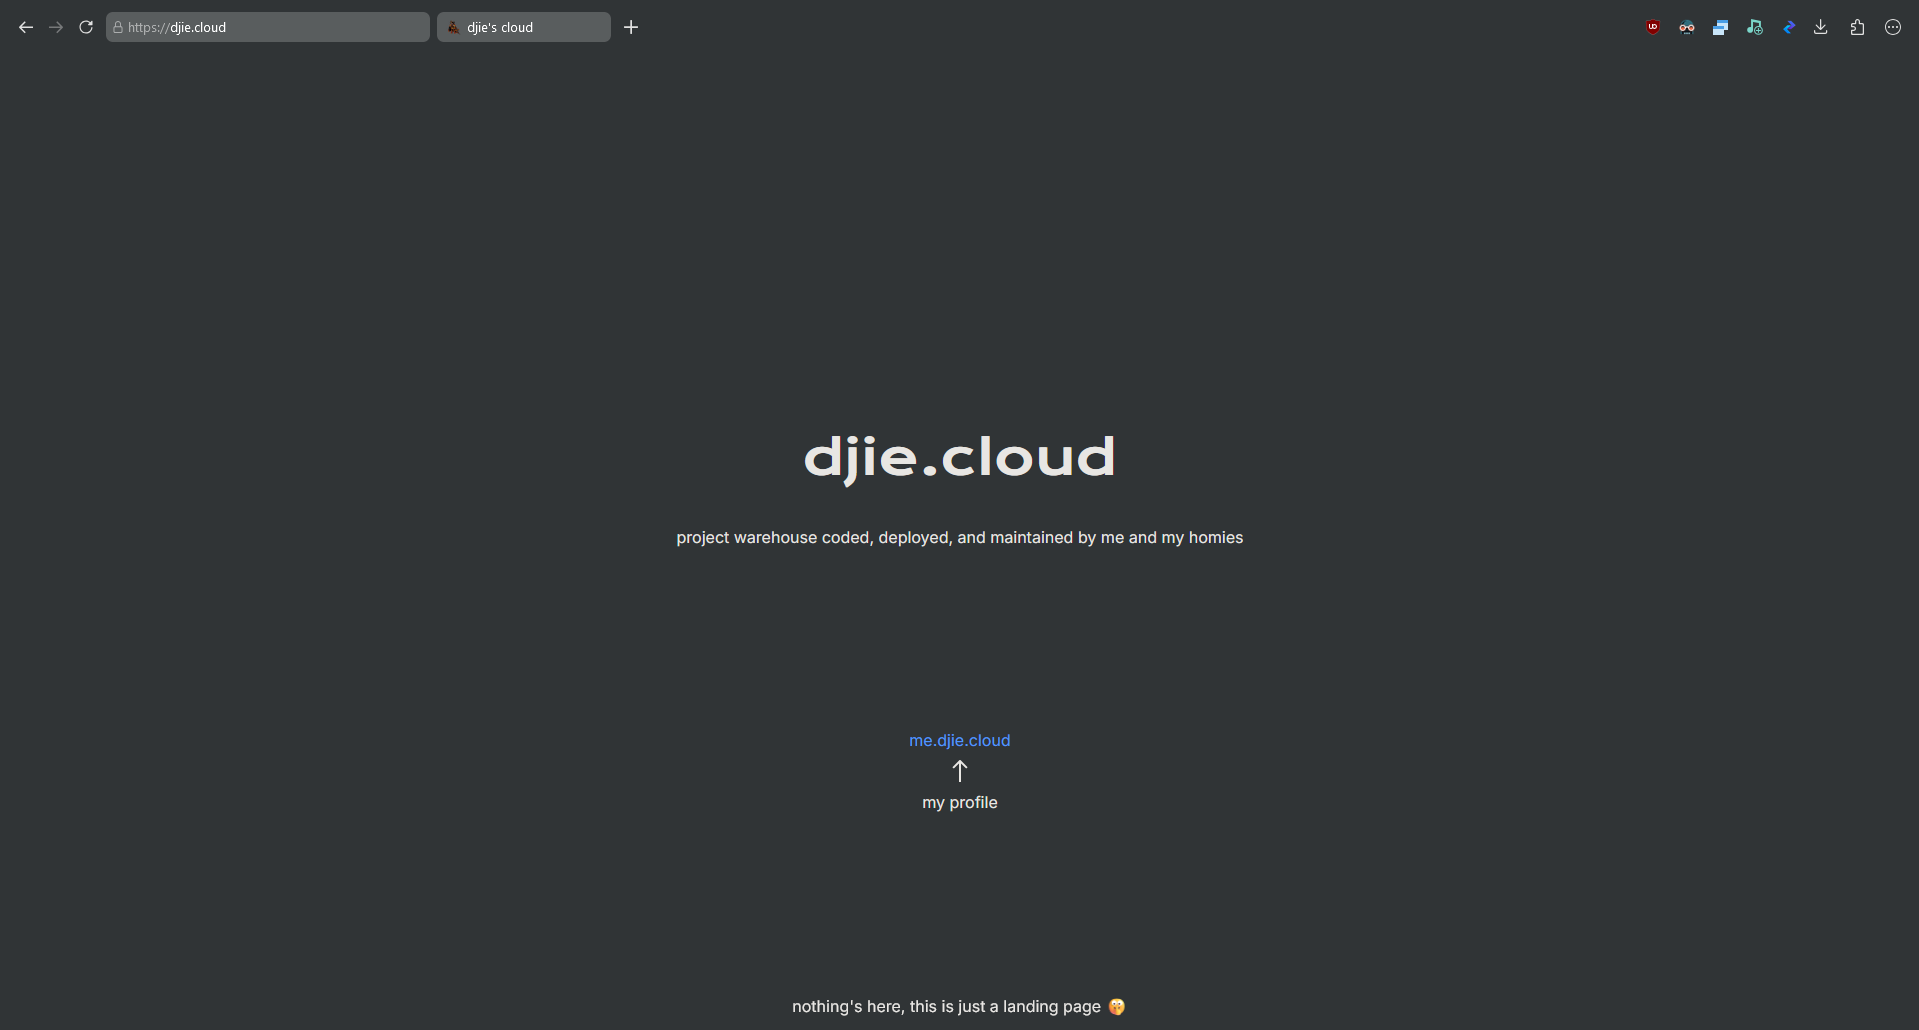 https://djie.cloud
djie's cloud
djie.cloud
project warehouse coded, deployed, and maintained by me and my homies
me.djie.cloud
↑
my profile
nothing's here, this is just a landing page 🤫